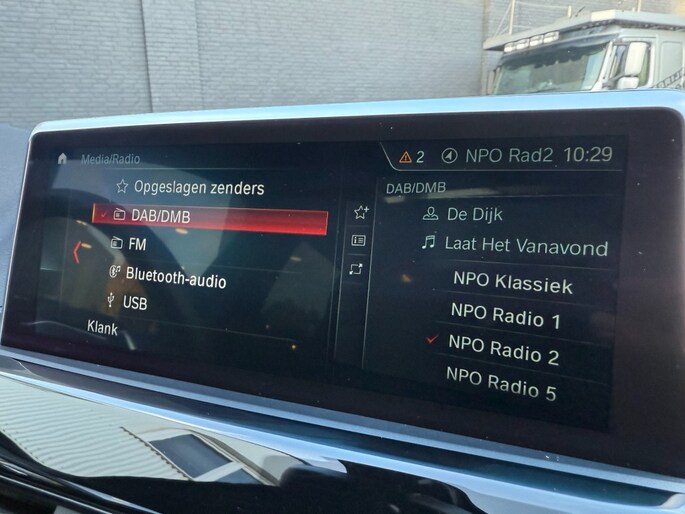 Media/Radio
2 NPO Rad2 10:29
Opgeslagen zenders
DAB/DMB
FM
Bluetooth-audio
USB
Klank
DAB/DMB
De Dijk
Laat Het Vanavond
NPO Klassiek
NPO Radio 1
NPO Radio 2
NPO Radio 5